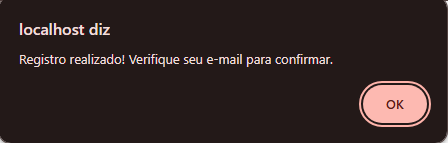 localhost diz
Registro realizado! Verifique seu e-mail para confirmar.
OK